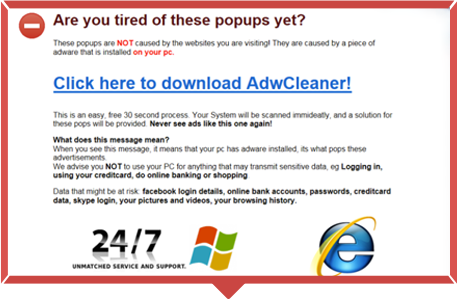 Are you tired of these popups yet?
These popups are NOT caused by the websites you are visiting! They are caused by a piece of
adware that is installed on your pc.
Click here to download AdwCleaner!
This is an easy, free 30 second process. Your System will be scanned immideatly, and a solution for
these pops will be provided. Never see ads like this one again!
What does this message mean?
When you see this message, it means that your pc has adware installed, its what pops these
advertisements.
We advise you NOT to use your PC for anything that may transmit sensitive data, eg Logging in,
using your creditcard, do online banking or shopping
Data that might be at risk: facebook login details, online bank accounts, passwords, creditcard
data, skype login, your pictures and videos, your browsing history.
24/7
UNMATCHED SERVICE AND SUPPORT.